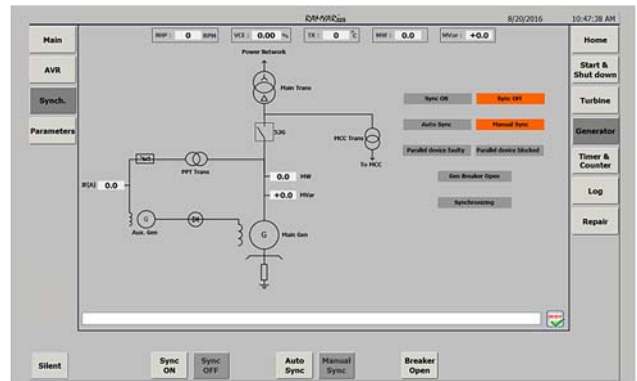 RAMYAR
8/20/2016
10:47:38 AM
RHP : 0 RPM
VCE : 0.00 %
TX : 0 °c
MW : 0.0
MVar : +0.0
Main
AVR
Synch.
Parameters
Power Network
Main Trans
52G
MCC Trans
To MCC
PPT Trans
IF(A) 0.0
0.0 MW
+0.0 MVar
G
Aux. Gen
G
Main Gen
Sync ON
Sync OFF
Auto Sync
Manual Sync
Parallel device faulty
Parallel device blocked
Gen Breaker Open
Synchronizing
Home
Start &
Shut down
Turbine
Generator
Timer &
Counter
Log
Repair
Silent
Sync
ON
Sync
OFF
Auto
Sync
Manual
Sync
Breaker
Open